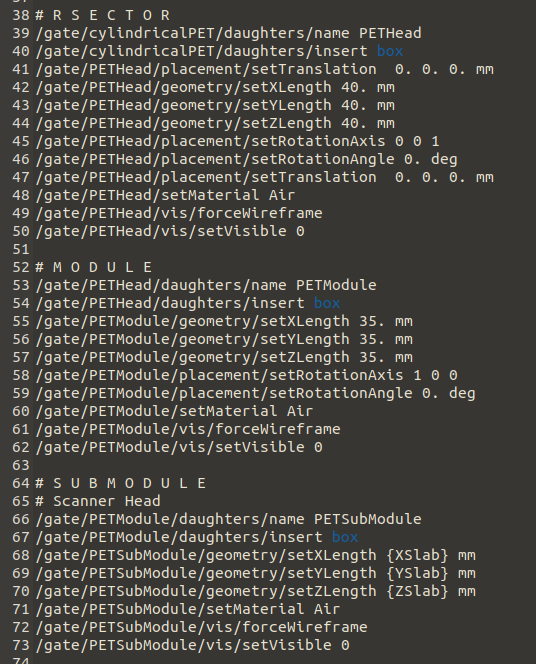 38 # R S E C T O R
39 /gate/cylindricalPET/daughters/name PETHead
40 /gate/cylindricalPET/daughters/insert box
41 /gate/PETHead/placement/setTranslation  0. 0. 0. mm
42 /gate/PETHead/geometry/setXLength 40. mm
43 /gate/PETHead/geometry/setYLength 40. mm
44 /gate/PETHead/geometry/setZLength 40. mm
45 /gate/PETHead/placement/setRotationAxis 0 0 1
46 /gate/PETHead/placement/setRotationAngle 0. deg
47 /gate/PETHead/placement/setTranslation  0. 0. 0. mm
48 /gate/PETHead/setMaterial Air
49 /gate/PETHead/vis/forceWireframe
50 /gate/PETHead/vis/setVisible 0
51
52 # M O D U L E
53 /gate/PETHead/daughters/name PETModule
54 /gate/PETHead/daughters/insert box
55 /gate/PETModule/geometry/setXLength 35. mm
56 /gate/PETModule/geometry/setYLength 35. mm
57 /gate/PETModule/geometry/setZLength 35. mm
58 /gate/PETModule/placement/setRotationAxis 1 0 0
59 /gate/PETModule/placement/setRotationAngle 0. deg
60 /gate/PETModule/setMaterial Air
61 /gate/PETModule/vis/forceWireframe
62 /gate/PETModule/vis/setVisible 0
63
64 # S U B M O D U L E
65 # Scanner Head
66 /gate/PETModule/daughters/name PETSubModule
67 /gate/PETModule/daughters/insert box
68 /gate/PETSubModule/geometry/setXLength {XSlab} mm
69 /gate/PETSubModule/geometry/setYLength {YSlab} mm
70 /gate/PETSubModule/geometry/setZLength {ZSlab} mm
71 /gate/PETSubModule/setMaterial Air
72 /gate/PETSubModule/vis/forceWireframe
73 /gate/PETSubModule/vis/setVisible 0
74